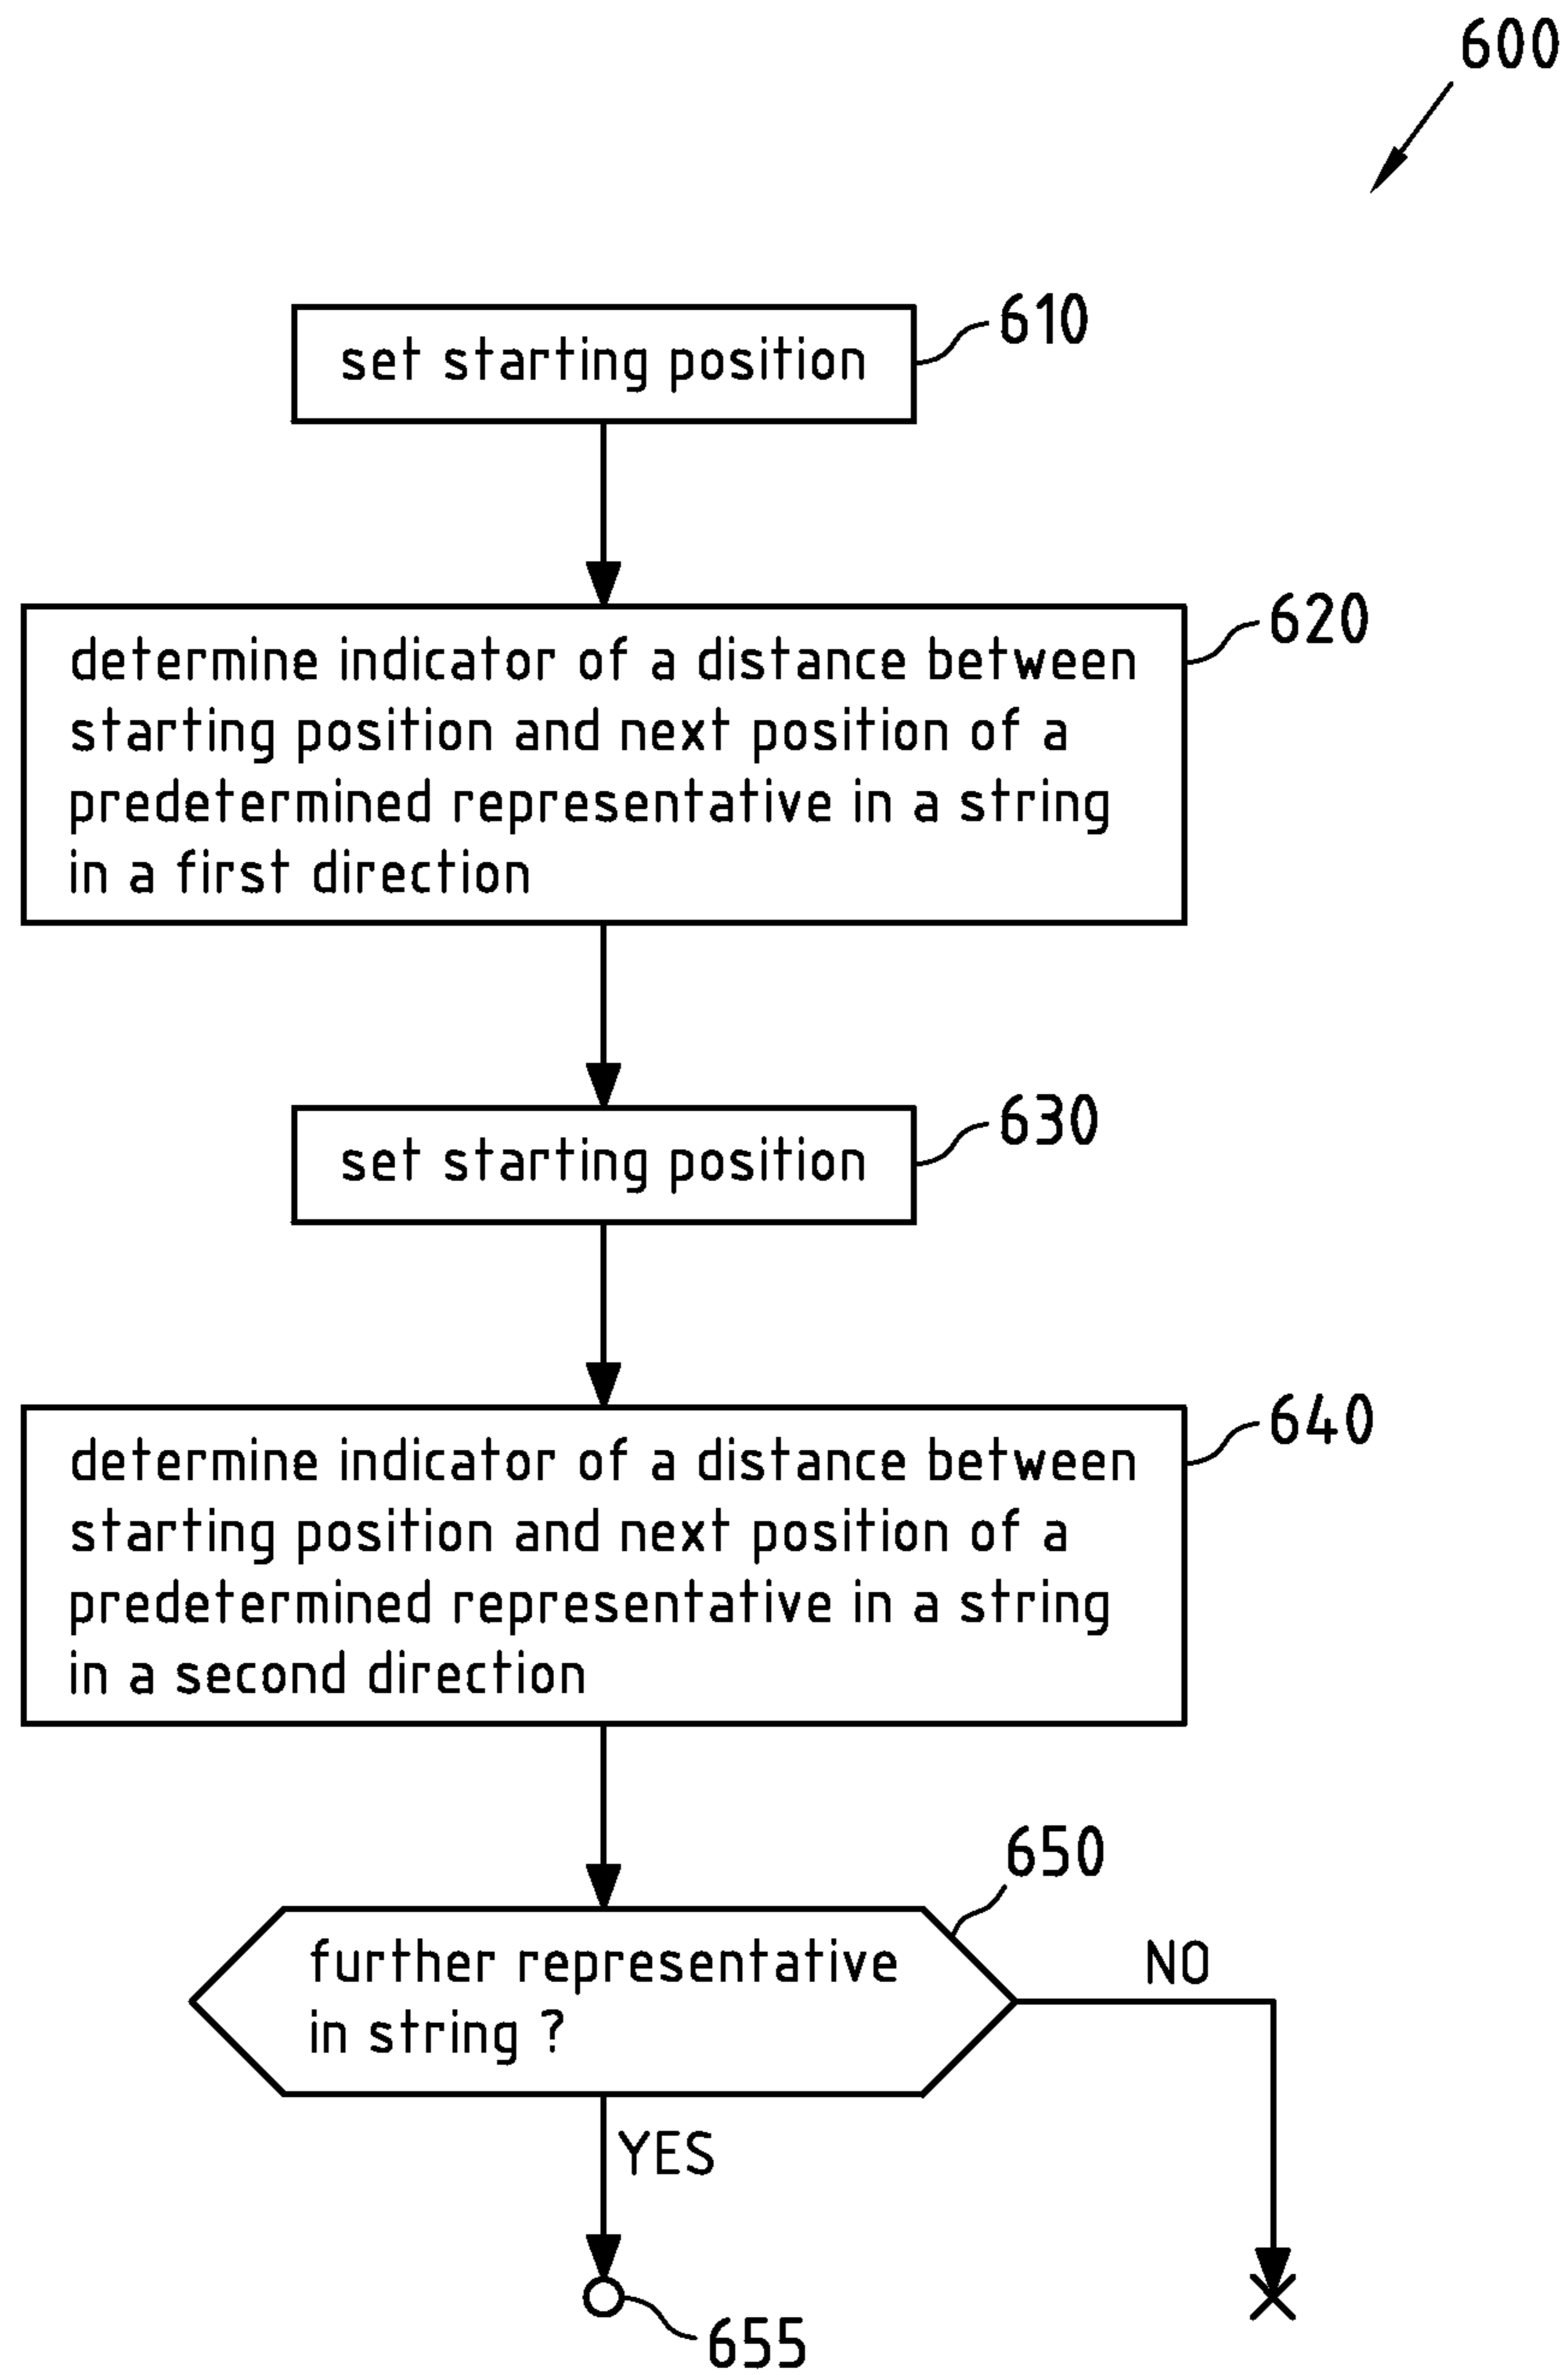 600
set starting position
610
determine indicator of a distance between
starting position and next position of a
predetermined representative in a string
in a first direction
620
set starting position
630
determine indicator of a distance between
starting position and next position of a
predetermined representative in a string
in a second direction
640
650
further representative
in string ?
NO
YES
655